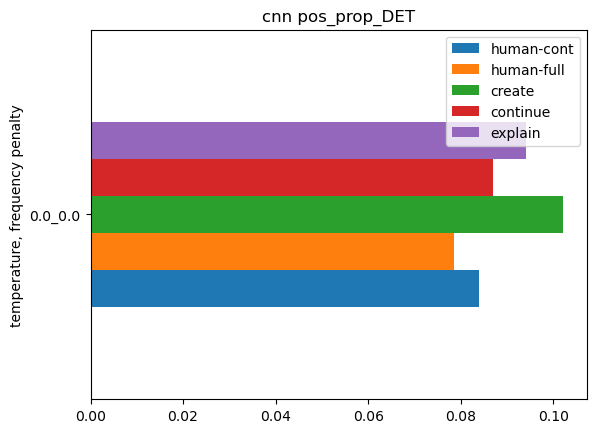 cnn pos_prop_DET
human-cont
human-full
create
continue
explain
temperature, frequency penalty
0.0_0.0
0.00 0.02 0.04 0.06 0.08 0.10